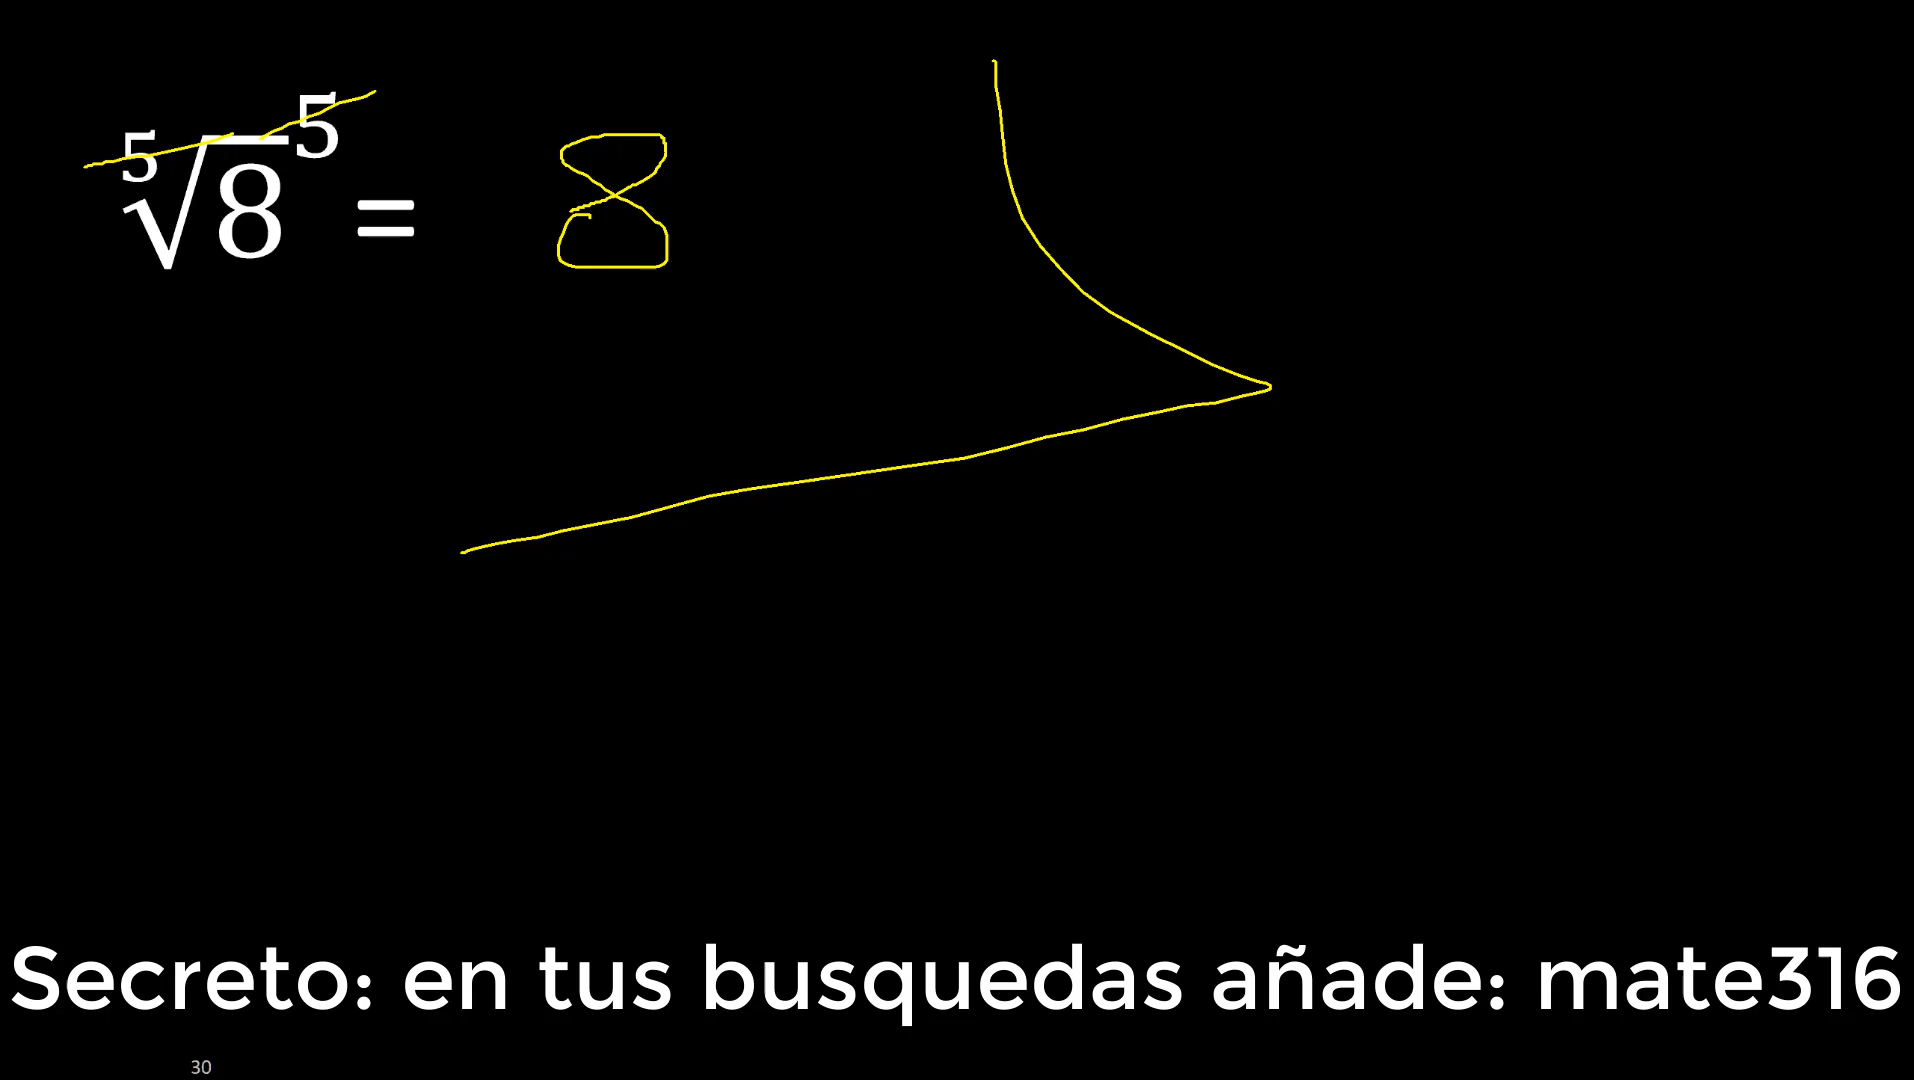 ⁵√8⁵ = 8
Secreto: en tus busquedas añade: mate316
30